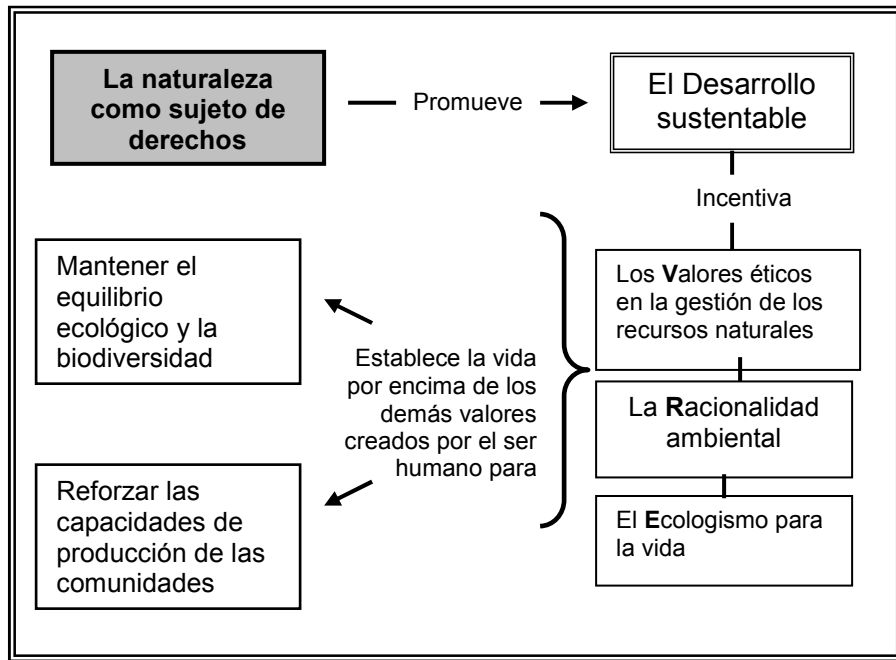 La naturaleza
como sujeto de
derechos
Promueve
El Desarrollo
sustentable
Incentiva
Los Valores éticos
en la gestión de los
recursos naturales
La Racionalidad
ambiental
El Ecologismo para
la vida
Establece la vida
por encima de los
demás valores
creados por el ser
humano para
Mantener el
equilibrio
ecológico y la
biodiversidad
Reforzar las
capacidades de
producción de las
comunidades